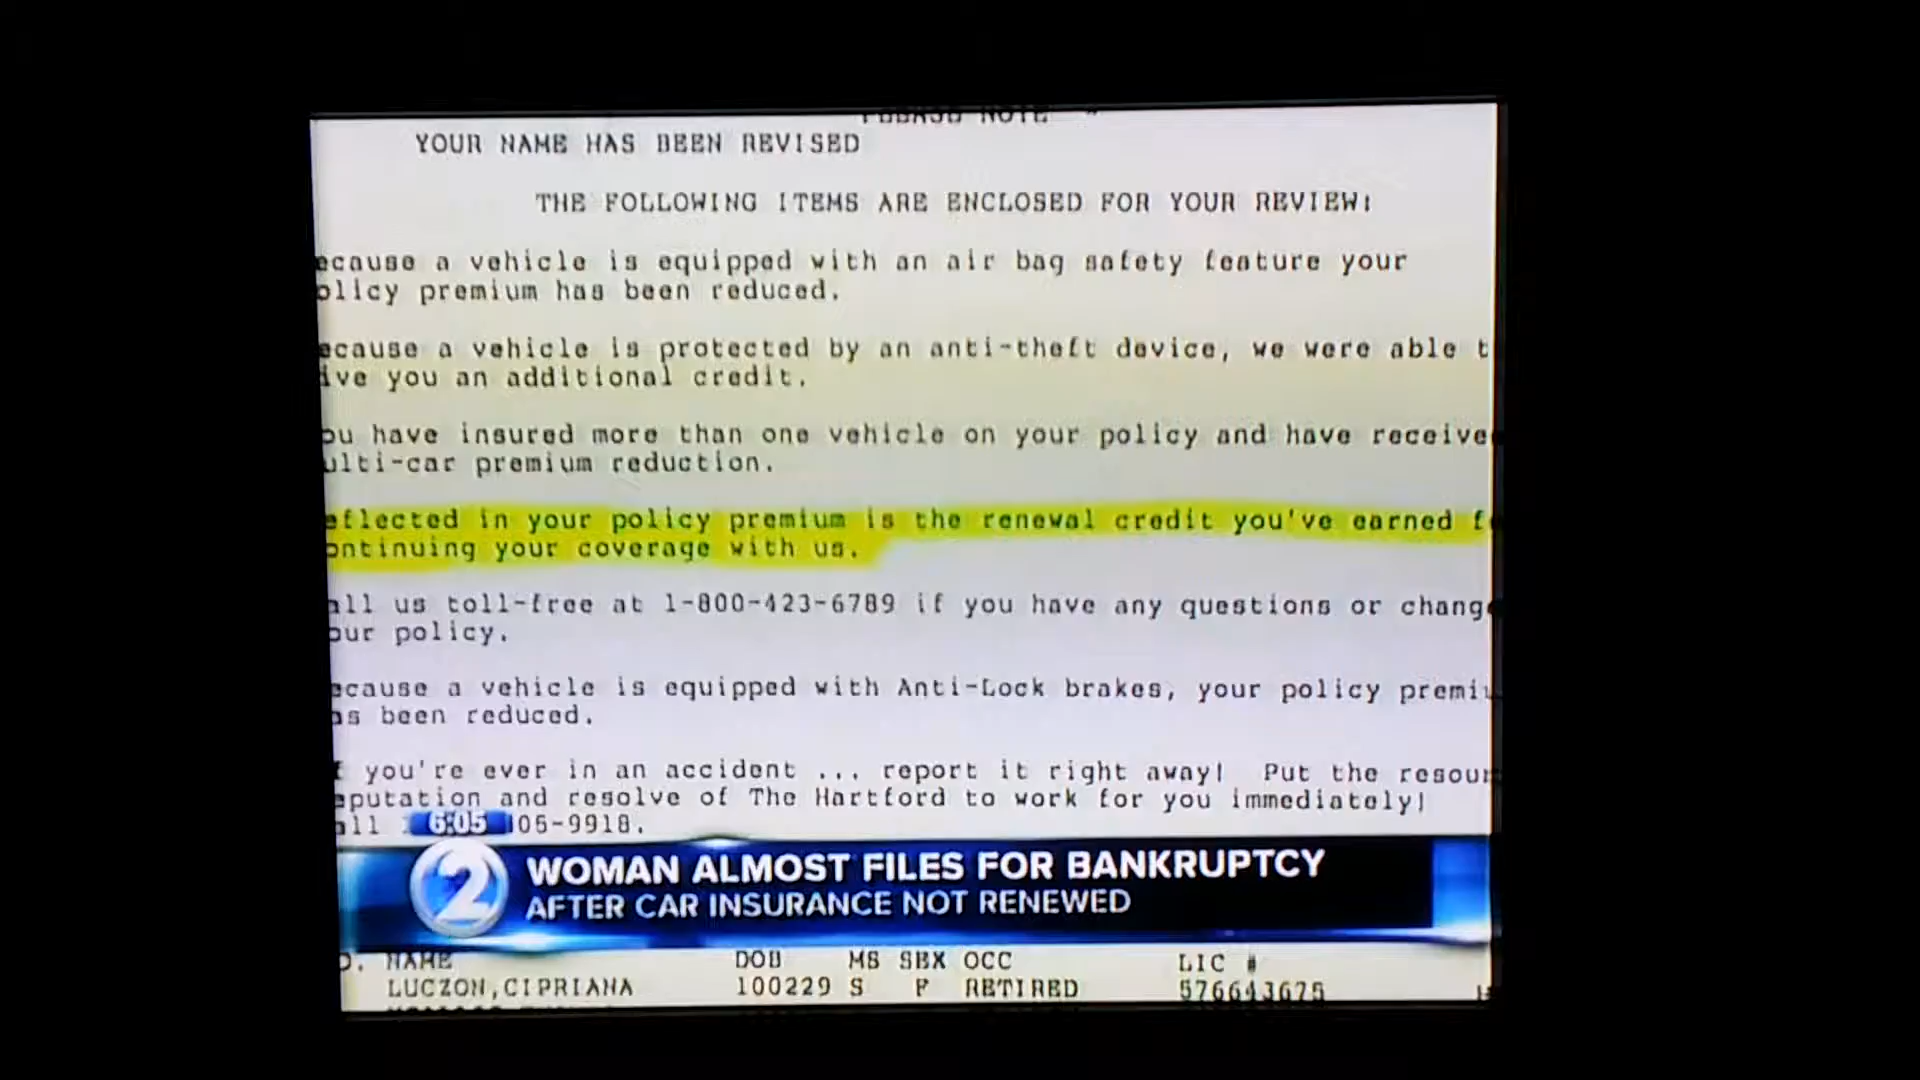 PLEASE NOTE "
YOUR NAME HAS BEEN REVISED
THE FOLLOWING ITEMS ARE ENCLOSED FOR YOUR REVIEW:
ecause a vehicle is equipped with an air bag safety feature your
olicy premium has been reduced.
ecause a vehicle is protected by an anti-theft device, we were able t
ive you an additional credit.
ou have insured more than one vehicle on your policy and have receive
ulti-car premium reduction.
eflected in your policy premium is the renewal credit you've earned f
ontinuing your coverage with us.
all us toll-free at 1-800-423-6789 if you have any questions or chang
our policy.
ecause a vehicle is equipped with Anti-Lock brakes, your policy premi
as been reduced.
f you're ever in an accident ... report it right away! Put the resour
eputation and resolve of The Hartford to work for you immediately!
all 6:05 05-9918.
2 WOMAN ALMOST FILES FOR BANKRUPTCY
AFTER CAR INSURANCE NOT RENEWED
O. NAME DOB MS SEX OCC LIC #
LUCZON,CIPRIANA 100229 S F RETIRED 576643675